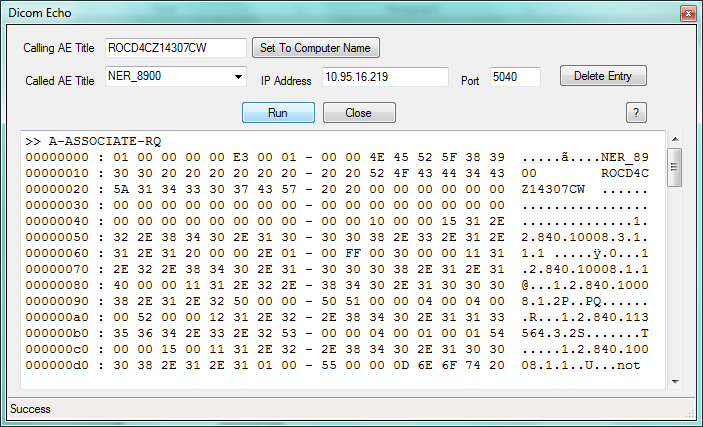 Dicom Echo
Calling AE Title ROCD4CZ14307CW Set To Computer Name
Called AE Title NER_8900 IP Address 10.95.16.219 Port 5040 Delete Entry
Run Close ?
>> A-ASSOCIATE-RQ
00000000 : 01 00 00 00 00 E3 00 01 - 00 00 4E 45 52 5F 38 39 .....ã....NER_89
00000010 : 30 30 20 20 20 20 20 20 - 20 20 52 4F 43 44 34 43 00        ROCD4C
00000020 : 5A 31 34 33 30 37 43 57 - 20 20 00 00 00 00 00 00 Z14307CW  ......
00000030 : 00 00 00 00 00 00 00 00 - 00 00 00 00 00 00 00 00 ................
00000040 : 00 00 00 00 00 00 00 00 - 00 00 10 00 00 15 31 2E ..............1.
00000050 : 32 2E 38 34 30 2E 31 30 - 30 30 38 2E 33 2E 31 2E 2.840.10008.3.1.
00000060 : 31 2E 31 20 00 00 2E 01 - 00 FF 00 30 00 00 11 31 1.1 .....ÿ.0...1
00000070 : 2E 32 2E 38 34 30 2E 31 - 30 30 30 38 2E 31 2E 31 .2.840.10008.1.1
00000080 : 40 00 00 11 31 2E 32 2E - 38 34 30 2E 31 30 30 30 @...1.2.840.1000
00000090 : 38 2E 31 2E 32 50 00 00 - 50 51 00 00 04 00 04 00 8.1.2P..PQ......
000000a0 : 00 52 00 00 12 31 2E 32 - 2E 38 34 30 2E 31 31 33 .R...1.2.840.113
000000b0 : 35 36 34 2E 33 2E 32 53 - 00 00 04 00 01 00 01 54 564.3.2S.......T
000000c0 : 00 00 15 00 11 31 2E 32 - 2E 38 34 30 2E 31 30 30 .....1.2.840.100
000000d0 : 30 38 2E 31 2E 31 01 00 - 55 00 00 0D 6E 6F 74 20 08.1.1..U...not
Success